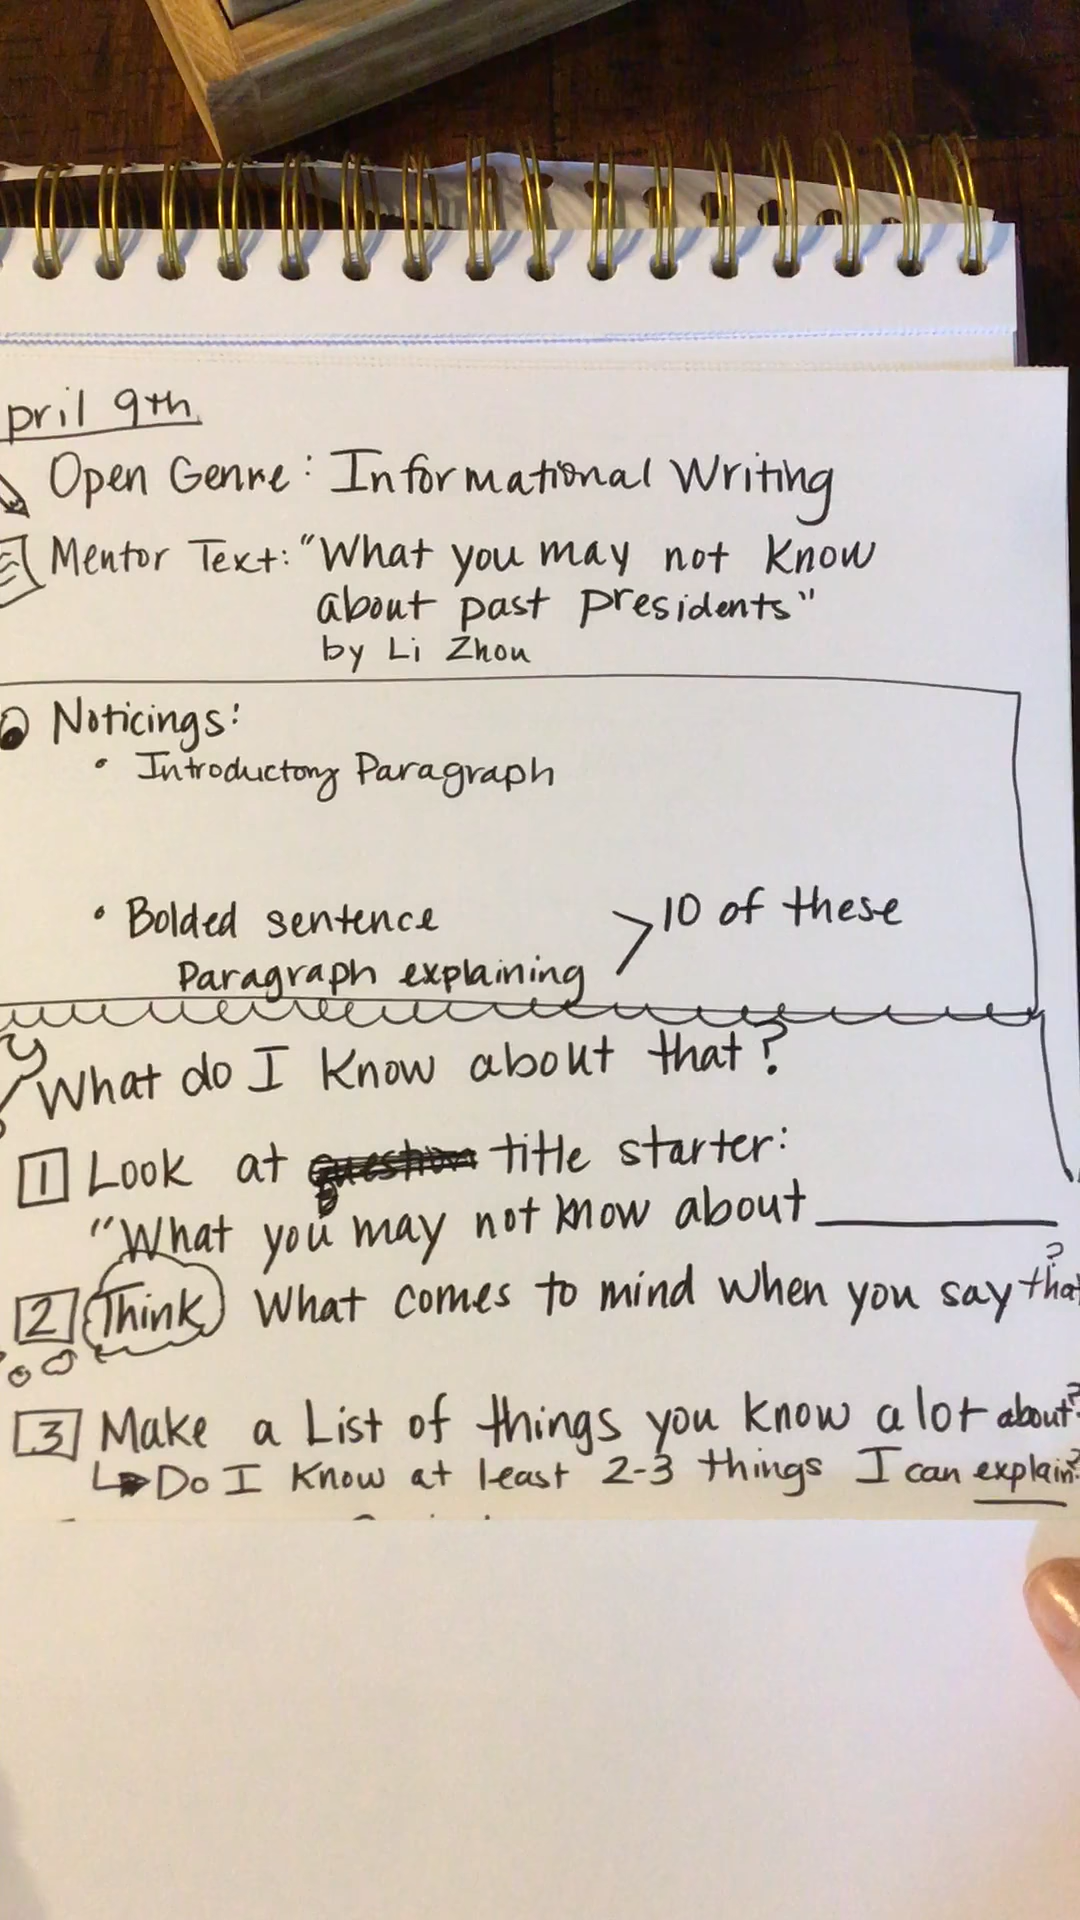 pril 9th
Open Genre: Informational Writing
Mentor Text: "What you may not know
about past presidents"
by Li Zhou
Noticings:
• Introductory Paragraph
• Bolded sentence
Paragraph explaining > 10 of these
What do I know about that?
1 Look at question title starter:
"What you may not know about ____
2 Think What comes to mind when you say that?
3 Make a List of things you know a lot about?
↳ Do I know at least 2-3 things I can explain?